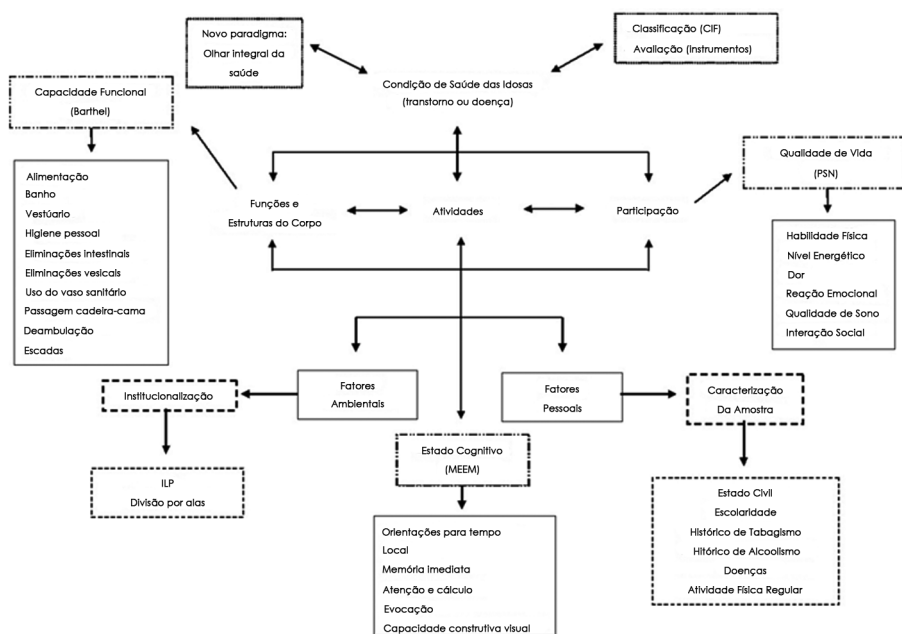 Novo paradigma:
Olhar integral da
saúde
Classificação (CIF)
Avaliação (Instrumentos)
Condição de Saúde das Idosas
(transtorno ou doença)
Capacidade Funcional
(Barthel)
Alimentação
Banho
Vestúario
Higiene pessoal
Eliminações intestinais
Eliminações vesicais
Uso do vaso sanitário
Passagem cadeira-cama
Deambulação
Escadas
Funções e
Estruturas do Corpo
Atividades
Participação
Qualidade de Vida
(PSN)
Habilidade Física
Nível Energético
Dor
Reação Emocional
Qualidade de Sono
Interação Social
Institucionalização
Fatores
Ambientais
Fatores
Pessoais
Caracterização
Da Amostra
ILP
Divisão por alas
Estado Cognitivo
(MEEM)
Orientações para tempo
Local
Memória imediata
Atenção e cálculo
Evocação
Capacidade construtiva visual
Estado Civil
Escolaridade
Histórico de Tabagismo
Hitórico de Alcoolismo
Doenças
Atividade Física Regular